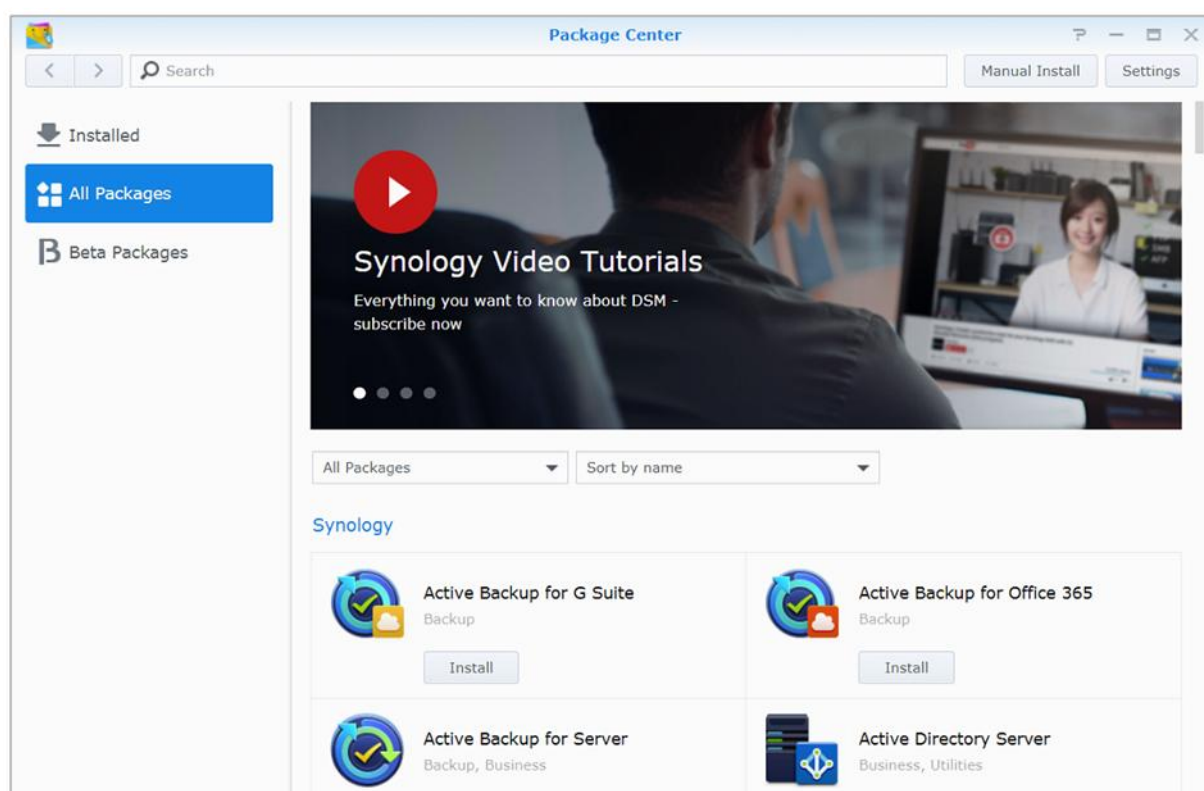 Package Center
Search
Manual Install
Settings
Installed
All Packages
Beta Packages
Synology Video Tutorials
Everything you want to know about DSM -
subscribe now
All Packages
Sort by name
Synology
Active Backup for G Suite
Backup
Install
Active Backup for Office 365
Backup
Install
Active Backup for Server
Backup, Business
Active Directory Server
Business, Utilities